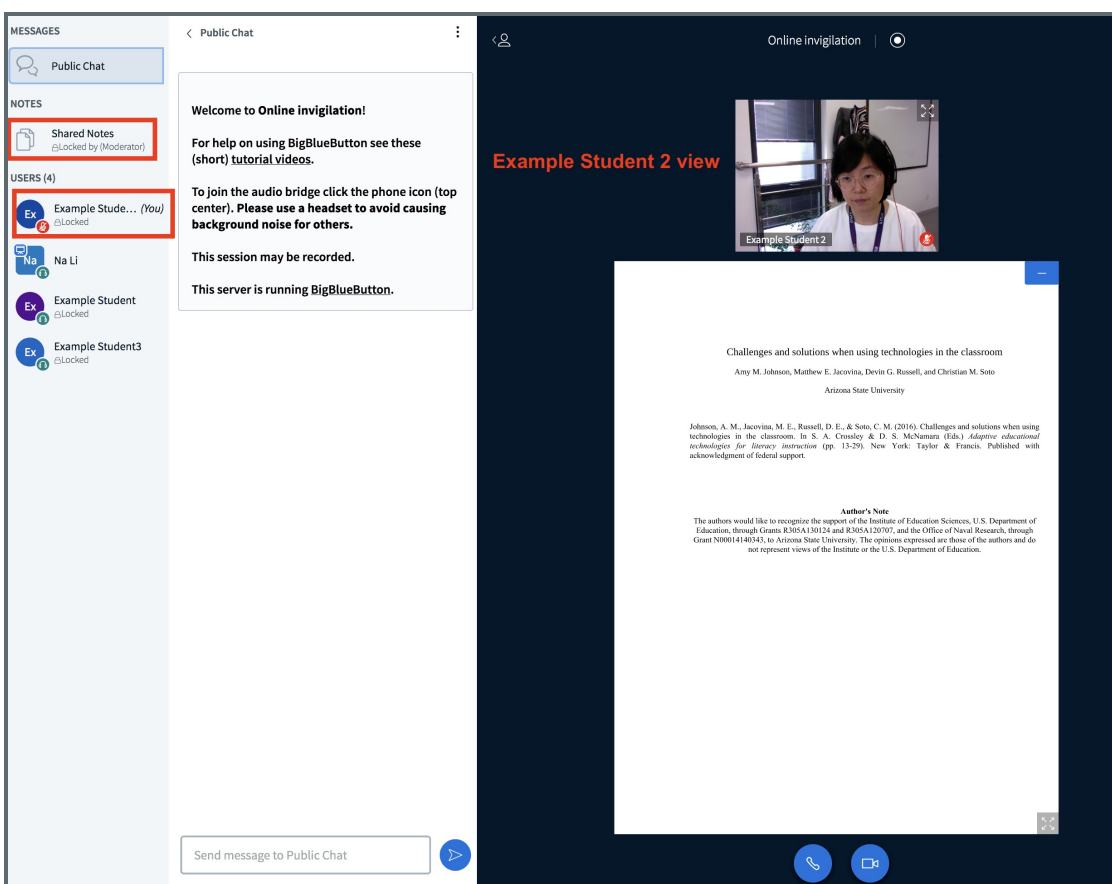 MESSAGES
Public Chat
NOTES
Shared Notes
Locked by (Moderator)
USERS (4)
Ex
Example Stude... (You)
Locked
Na
Na Li
Ex
Example Student
Locked
Ex
Example Student3
Locked
Public Chat
Welcome to Online invigilation!
For help on using BigBlueButton see these
(short) tutorial videos.
To join the audio bridge click the phone icon (top
center). Please use a headset to avoid causing
background noise for others.
This session may be recorded.
This server is running BigBlueButton.
Send message to Public Chat
Online invigilation
Example Student 2 view
Example Student 2
Challenges and solutions when using technologies in the classroom
Amy M. Johnson, Matthew E. Jacovina, Devin G. Russell, and Christian M. Soto
Arizona State University
Johnson, A. M., Jacovina, M. E., Russell, D. E., & Soto, C. M. (2016). Challenges and solutions when using
technologies in the classroom. In S. A. Crossley & D. S. McNamara (Eds.) Adaptive educational
technologies for literacy instruction (pp. 13-29). New York: Taylor & Francis. Published with
acknowledgment of federal support.
Author's Note
The authors would like to recognize the support of the Institute of Education Sciences, U.S. Department of
Education, through Grants R305A130124 and R305A120707, and the Office of Naval Research, through
Grant N00014140343, to Arizona State University. The opinions expressed are those of the authors and do
not represent views of the Institute or the U.S. Department of Education.